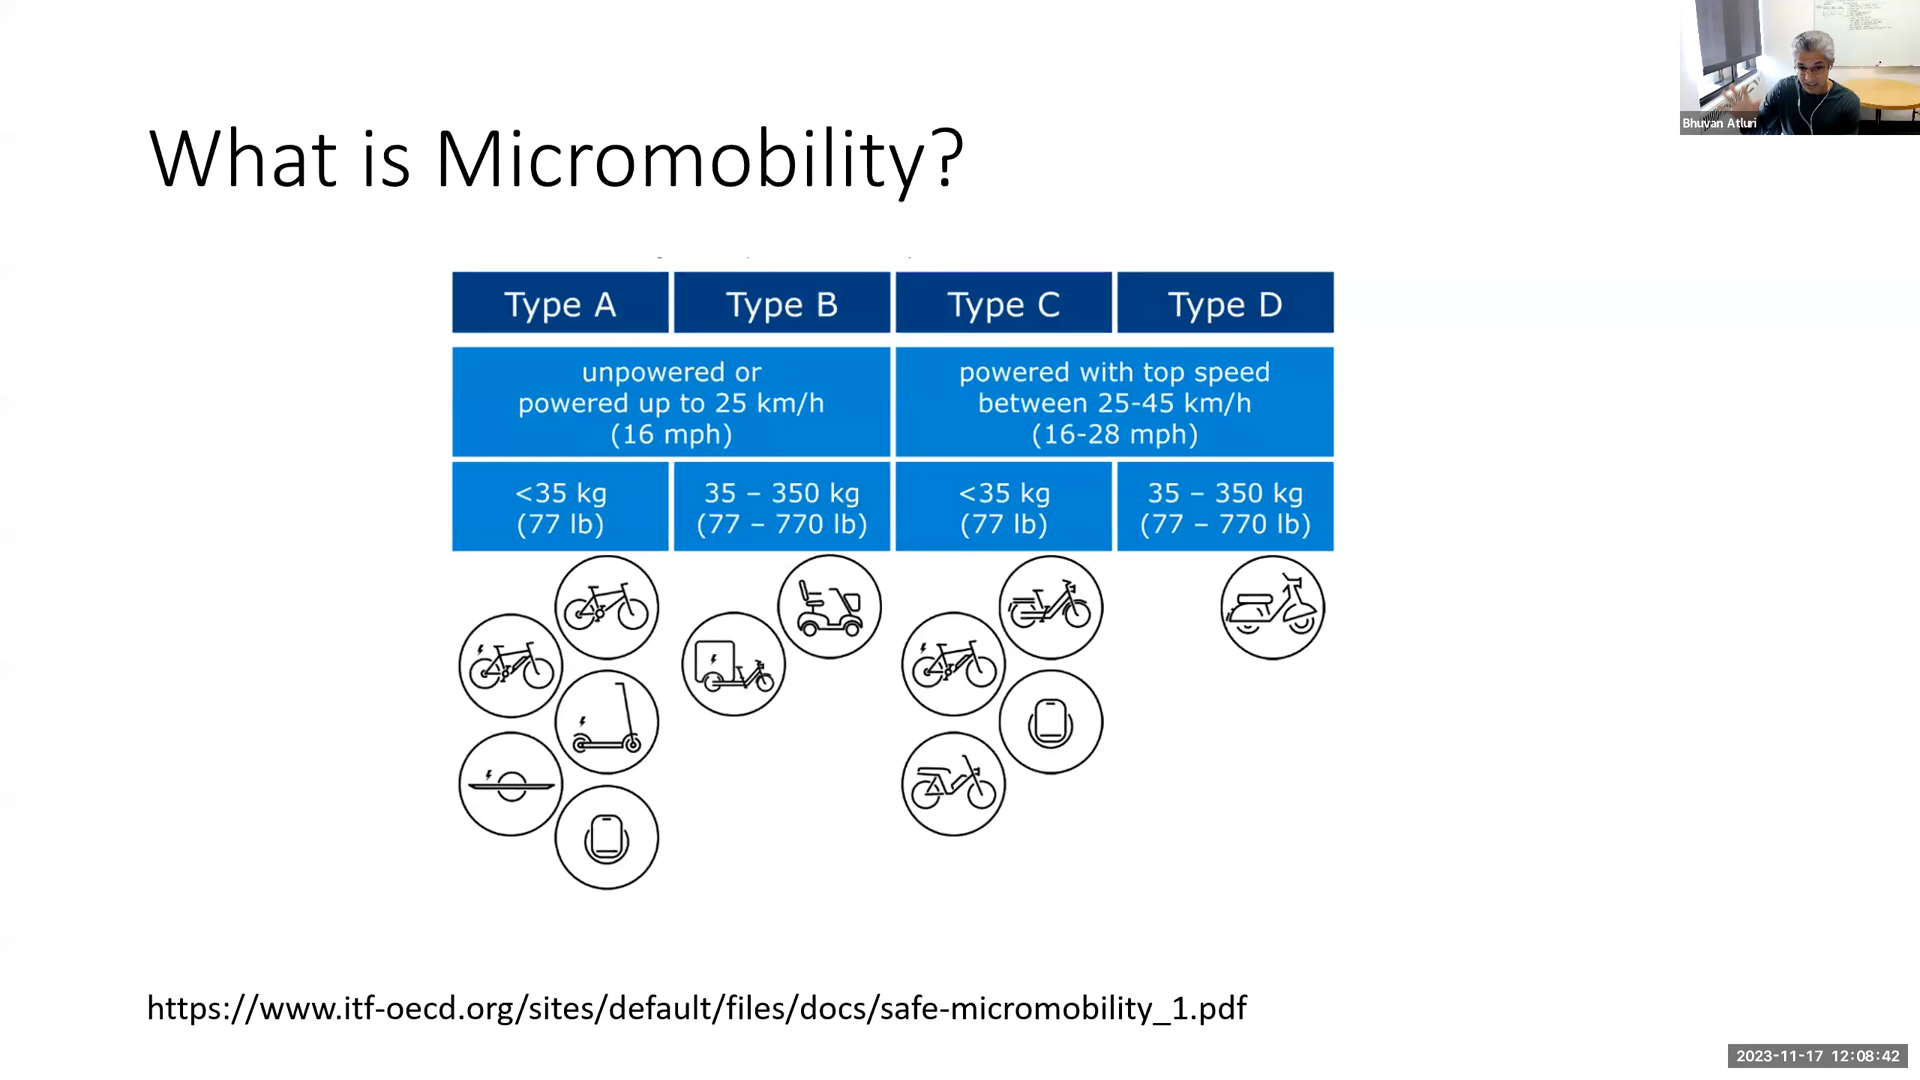 Bhuvan Atluri
What is Micromobility?
Type A
Type B
Type C
Type D
unpowered or
powered up to 25 km/h
(16 mph)
powered with top speed
between 25-45 km/h
(16-28 mph)
<35 kg
(77 lb)
35 – 350 kg
(77 – 770 lb)
<35 kg
(77 lb)
35 – 350 kg
(77 – 770 lb)
https://www.itf-oecd.org/sites/default/files/docs/safe-micromobility_1.pdf
2023-11-17 12:08:42